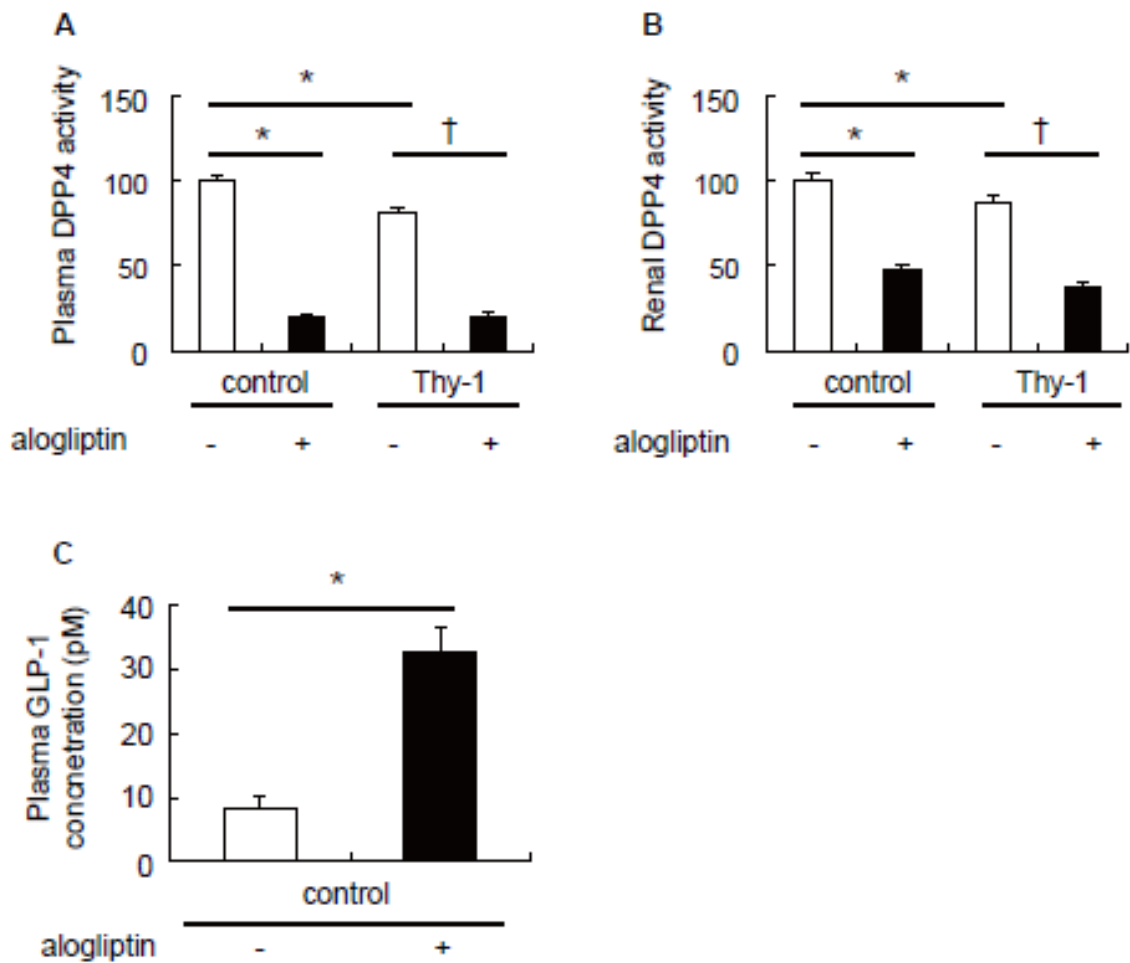 A
Plasma DPP4 activity
*
*
†
150
100
50
0
control Thy-1
alogliptin - + - +
B
Renal DPP4 activity
*
*
†
150
100
50
0
control Thy-1
alogliptin - + - +
C
Plasma GLP-1
concnetration (pM)
*
40
30
20
10
0
control
alogliptin - +